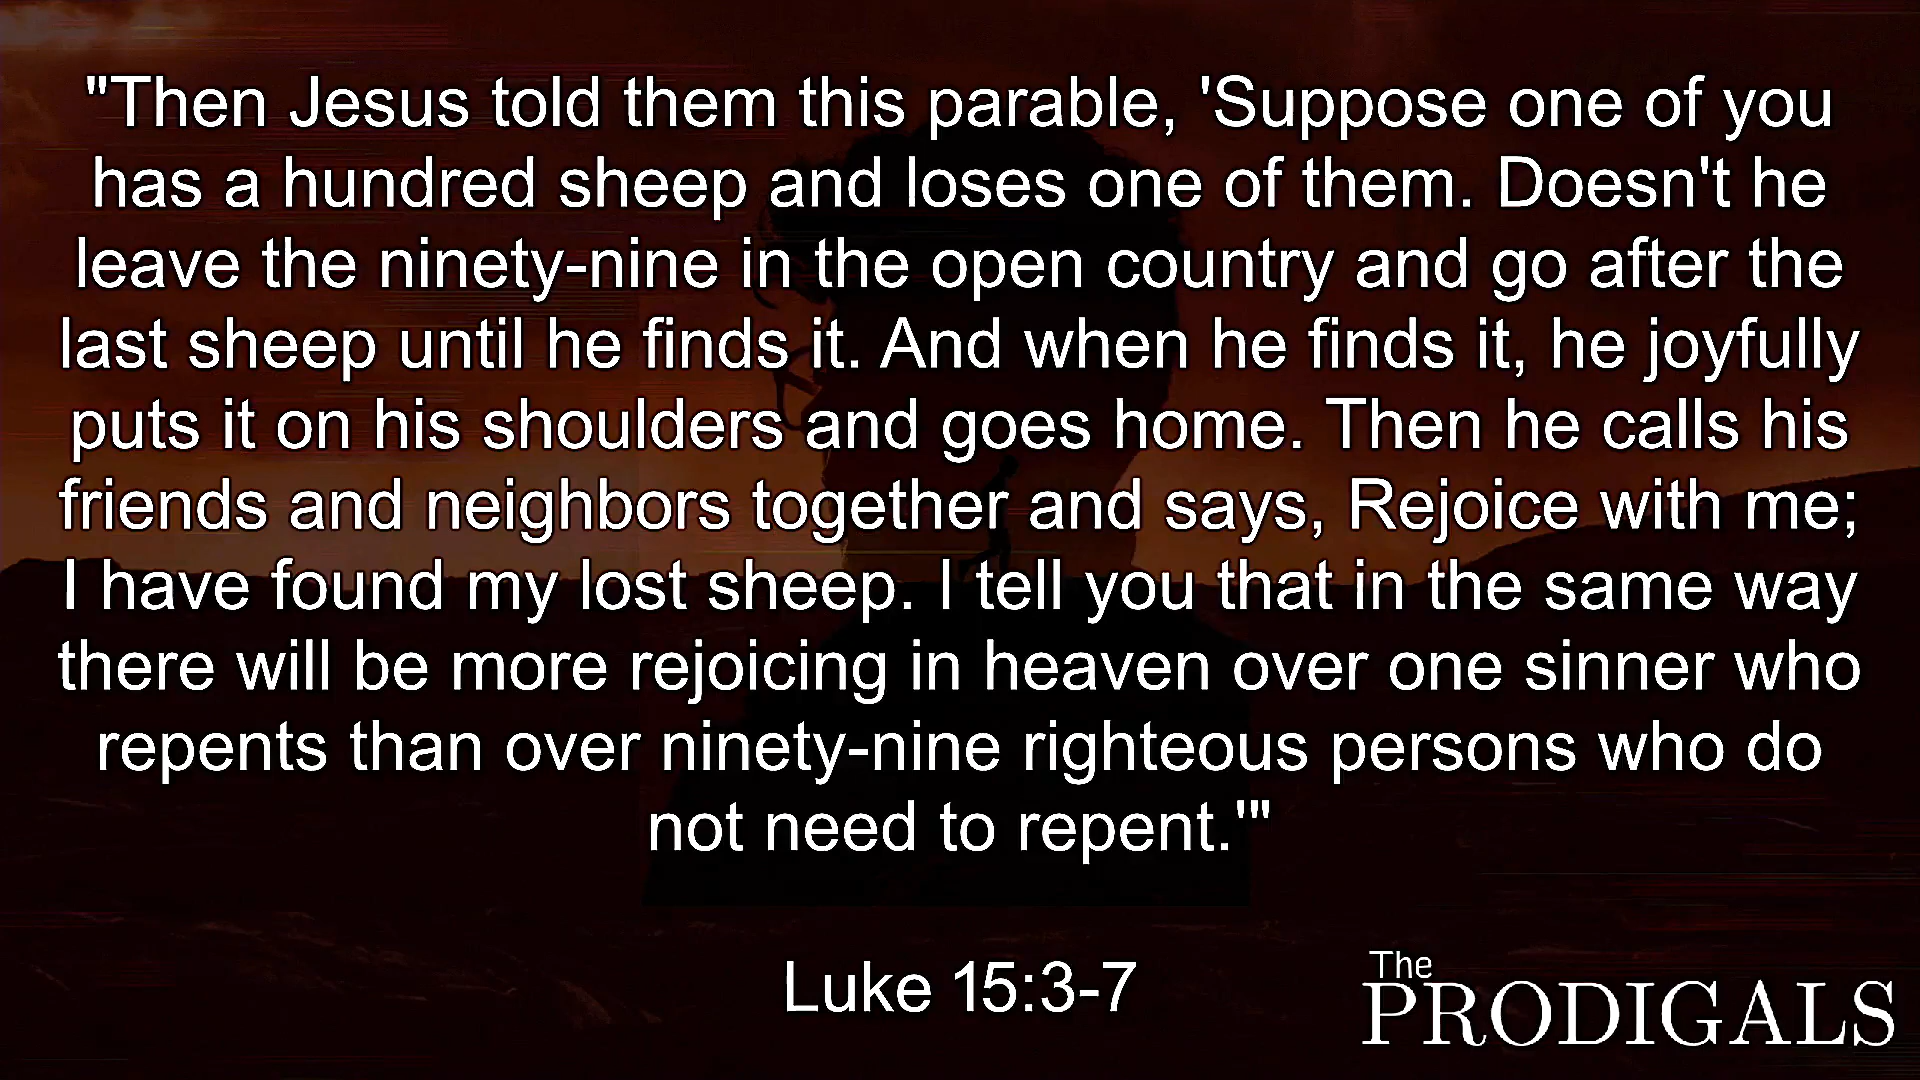 "Then Jesus told them this parable, 'Suppose one of you
has a hundred sheep and loses one of them. Doesn't he
leave the ninety-nine in the open country and go after the
last sheep until he finds it. And when he finds it, he joyfully
puts it on his shoulders and goes home. Then he calls his
friends and neighbors together and says, Rejoice with me;
I have found my lost sheep. I tell you that in the same way
there will be more rejoicing in heaven over one sinner who
repents than over ninety-nine righteous persons who do
not need to repent.'"
Luke 15:3-7
The
PRODIGALS